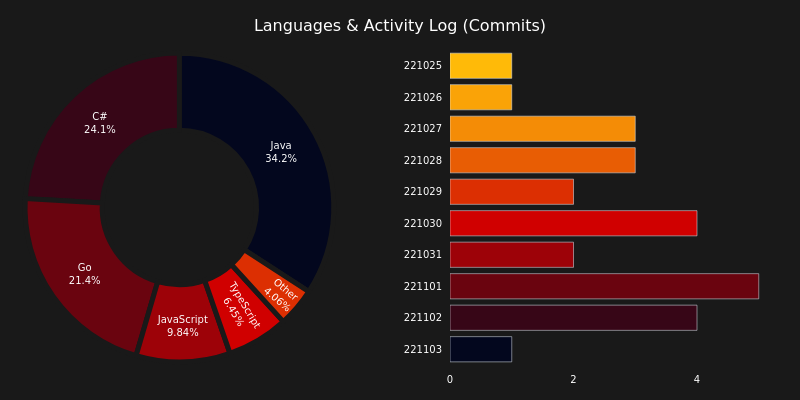 Languages & Activity Log (Commits)
C#
24.1%
Java
34.2%
Go
21.4%
JavaScript
9.84%
TypeScript
6.45%
Other
4.06%
221025
221026
221027
221028
221029
221030
221031
221101
221102
221103
0 2 4